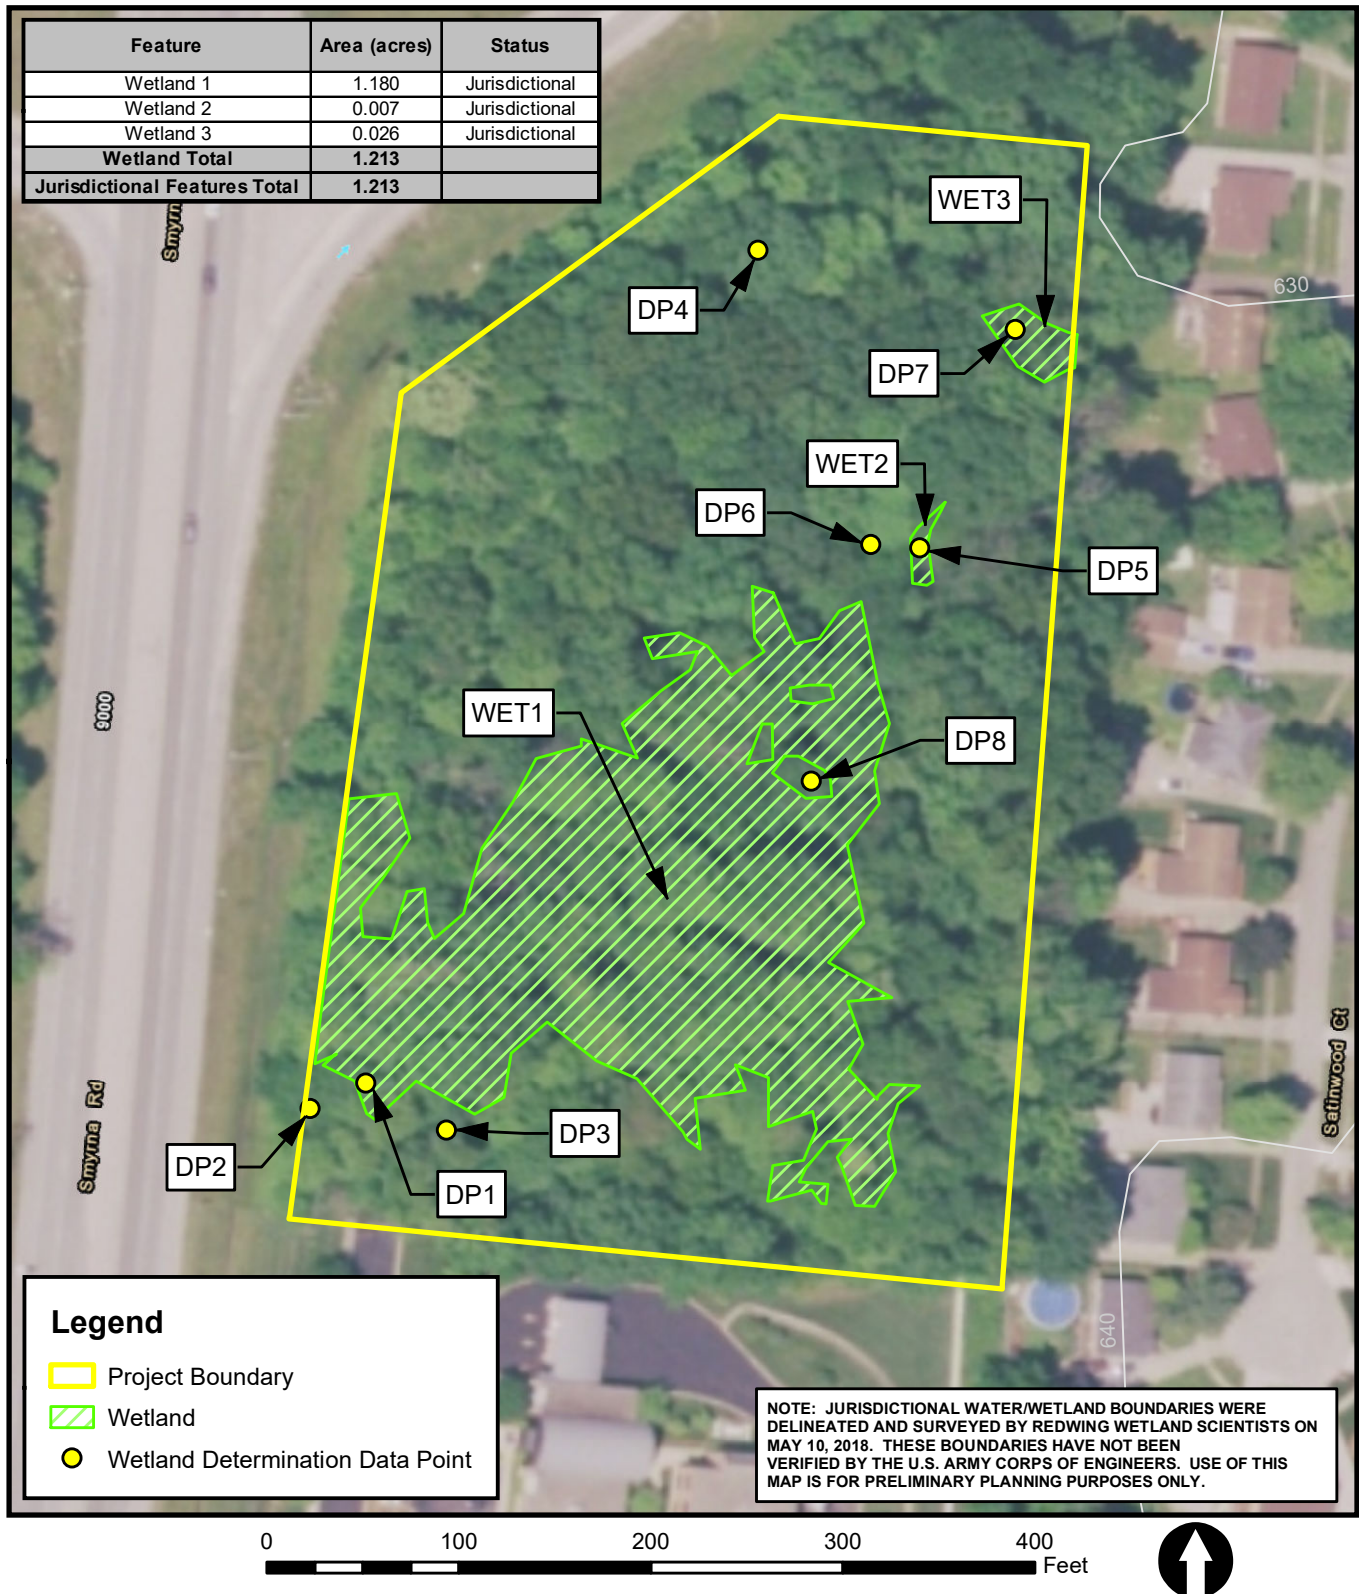 Feature Area (acres) Status
Wetland 1 1.180 Jurisdictional
Wetland 2 0.007 Jurisdictional
Wetland 3 0.026 Jurisdictional
Wetland Total 1.213
Jurisdictional Features Total 1.213
Smyrn
WET3
630
DP4
DP7
WET2
DP6
DP5
9000
WET1
DP8
Smyrna Rd
Satinwood Ct
DP3
DP2
DP1
640
Legend
Project Boundary
Wetland
Wetland Determination Data Point
NOTE: JURISDICTIONAL WATER/WETLAND BOUNDARIES WERE
DELINEATED AND SURVEYED BY REDWING WETLAND SCIENTISTS ON
MAY 10, 2018. THESE BOUNDARIES HAVE NOT BEEN
VERIFIED BY THE U.S. ARMY CORPS OF ENGINEERS. USE OF THIS
MAP IS FOR PRELIMINARY PLANNING PURPOSES ONLY.
0 100 200 300 400
Feet